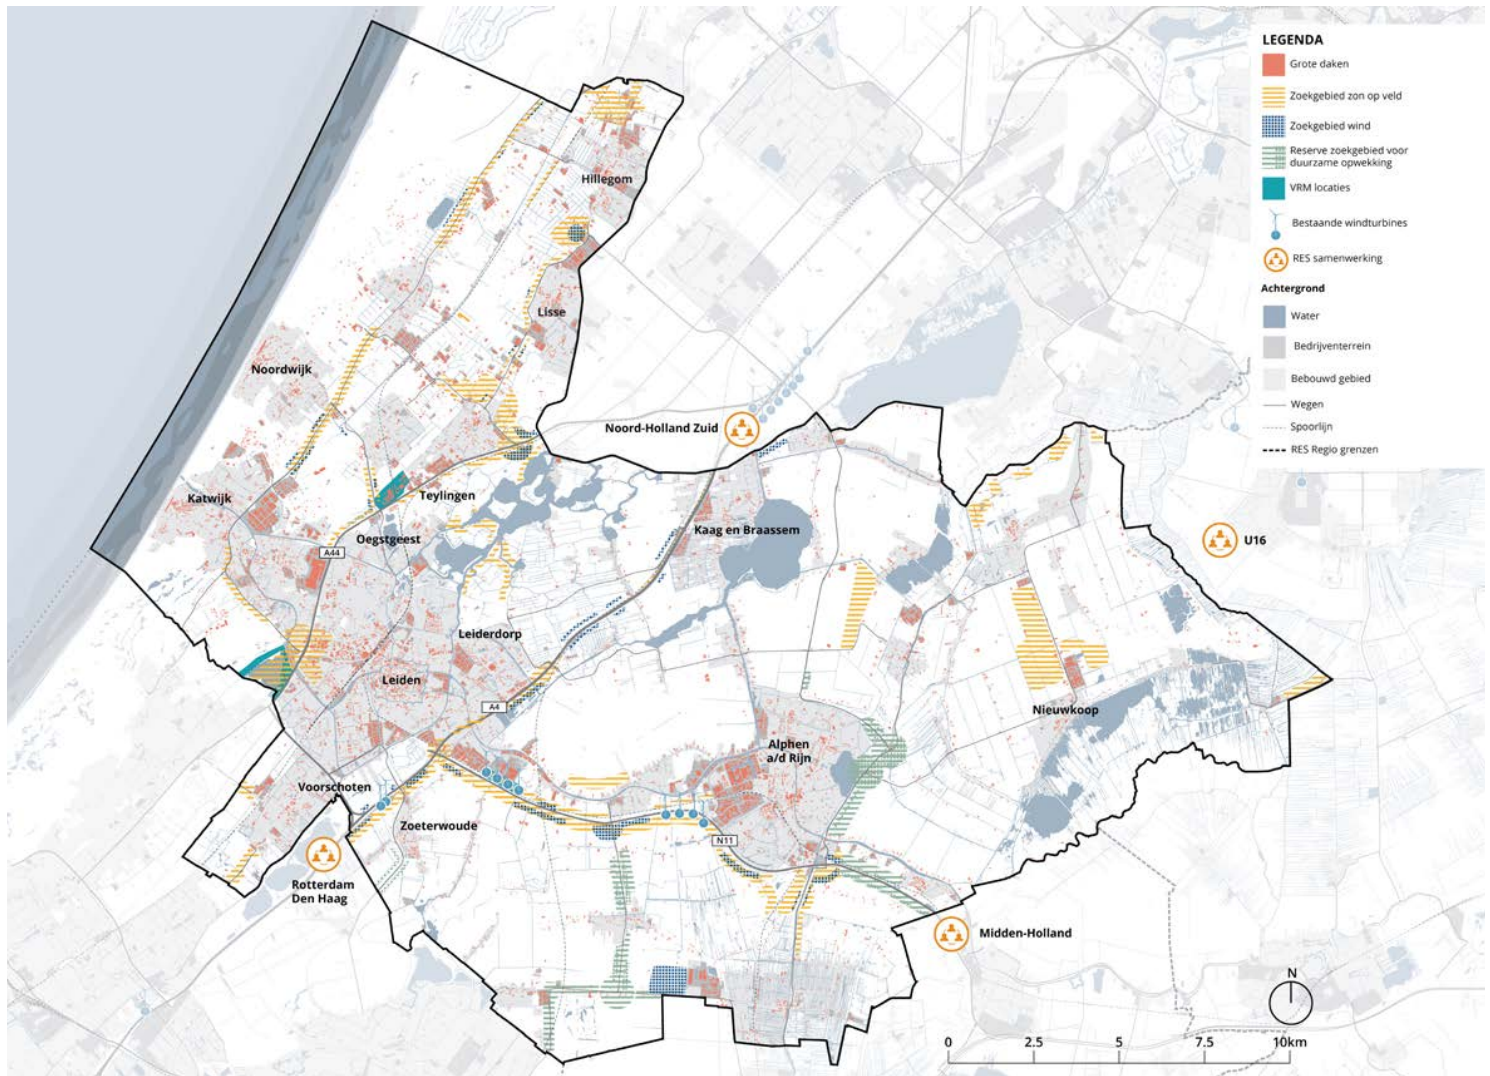 LEGENDA
Grote daken
Zoekgebied zon op veld
Zoekgebied wind
Reserve zoekgebied voor
duurzame opwekking
VRM locaties
Bestaande windturbines
RES samenwerking
Achtergrond
Water
Bedrijventerrein
Bebouwd gebied
Wegen
Spoorlijn
RES Regio grenzen
Hillegom
Lisse
Noordwijk
Noord-Holland Zuid
Katwijk
Teylingen
Kaag en Braassem
Oegstgeest
U16
A44
Leiderdorp
Leiden
A4
Nieuwkoop
Alphen
a/d Rijn
Voorschoten
Zoeterwoude
N11
Rotterdam
Den Haag
Midden-Holland
N
0 2.5 5 7.5 10km